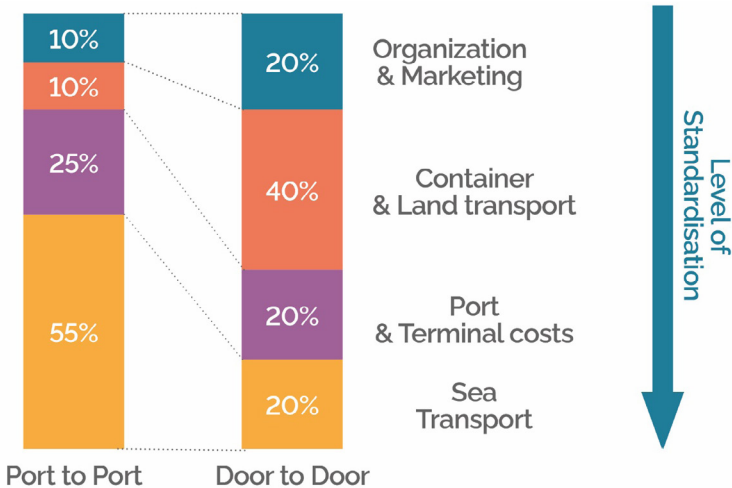 10%
10%
25%
55%
20%
40%
20%
20%
Organization
& Marketing
Container
& Land transport
Port
& Terminal costs
Sea
Transport
Level of
Standardisation
Port to Port
Door to Door